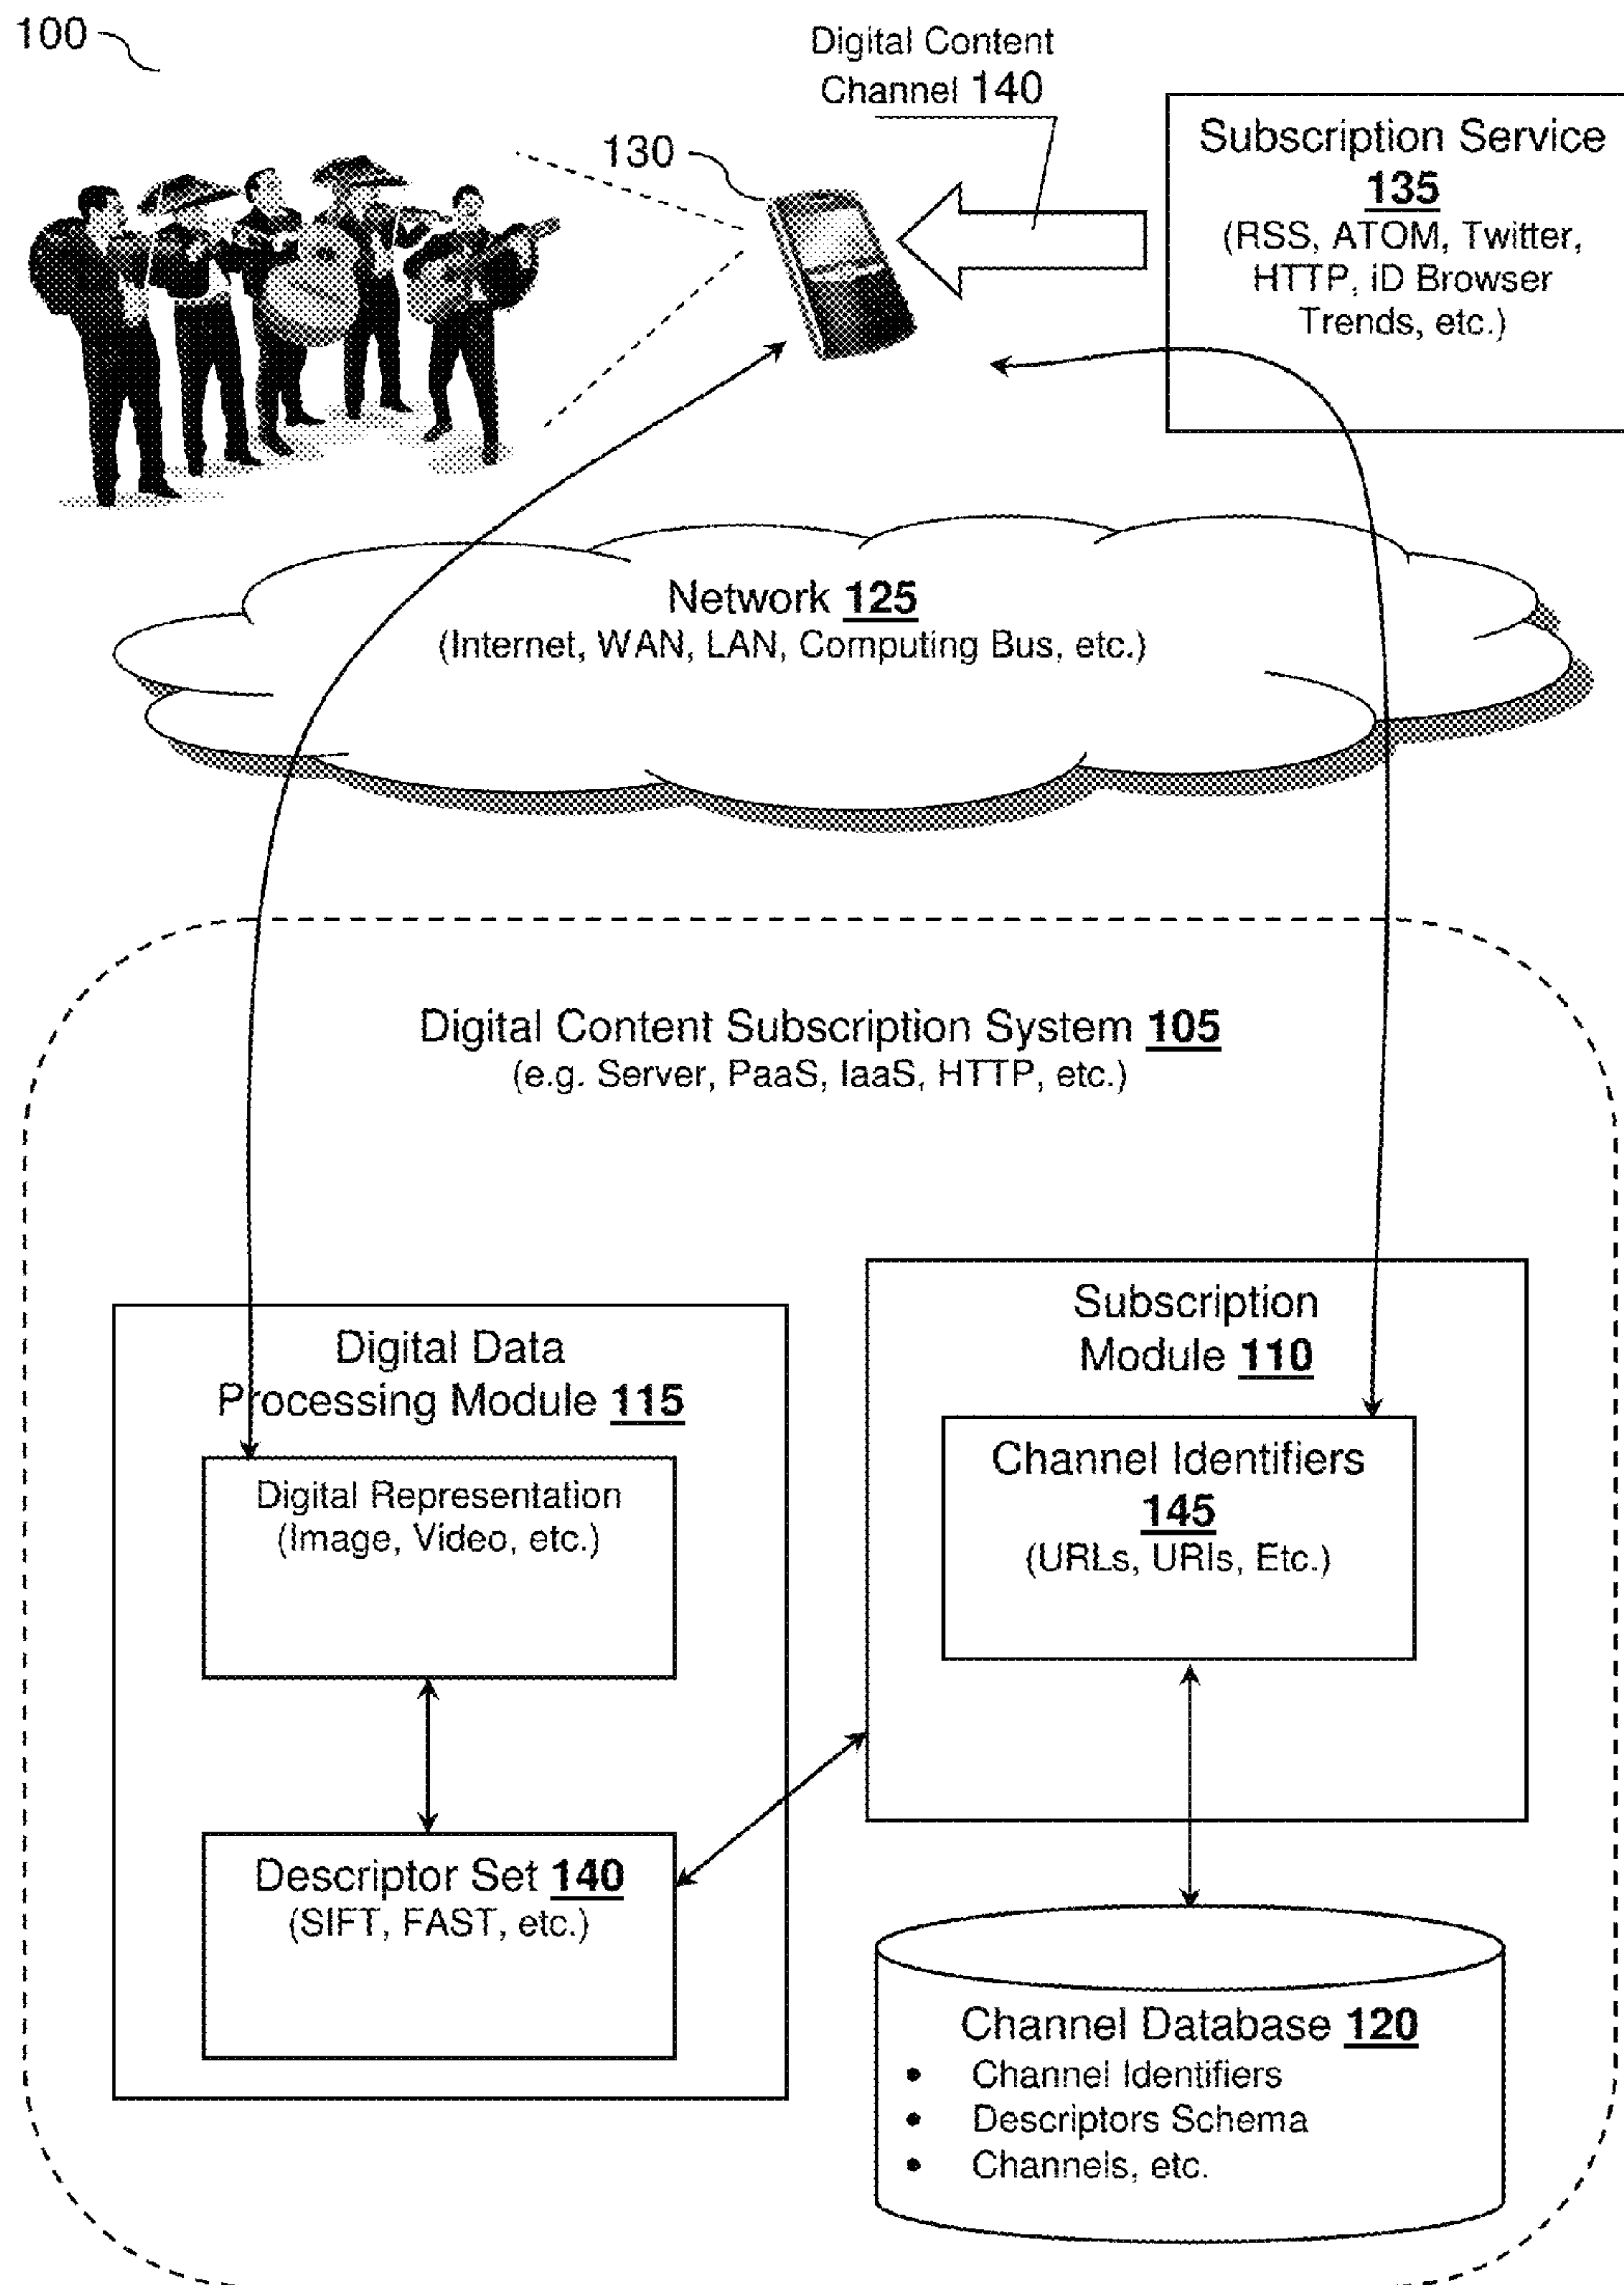 100
Digital Content
Channel 140
130
Subscription Service
135
(RSS, ATOM, Twitter,
HTTP, iD Browser
Trends, etc.)
Network 125
(Internet, WAN, LAN, Computing Bus, etc.)
Digital Content Subscription System 105
(e.g. Server, PaaS, IaaS, HTTP, etc.)
Digital Data
Processing Module 115
Digital Representation
(Image, Video, etc.)
Descriptor Set 140
(SIFT, FAST, etc.)
Subscription
Module 110
Channel Identifiers
145
(URLs, URIs, Etc.)
Channel Database 120
• Channel Identifiers
• Descriptors Schema
• Channels, etc.